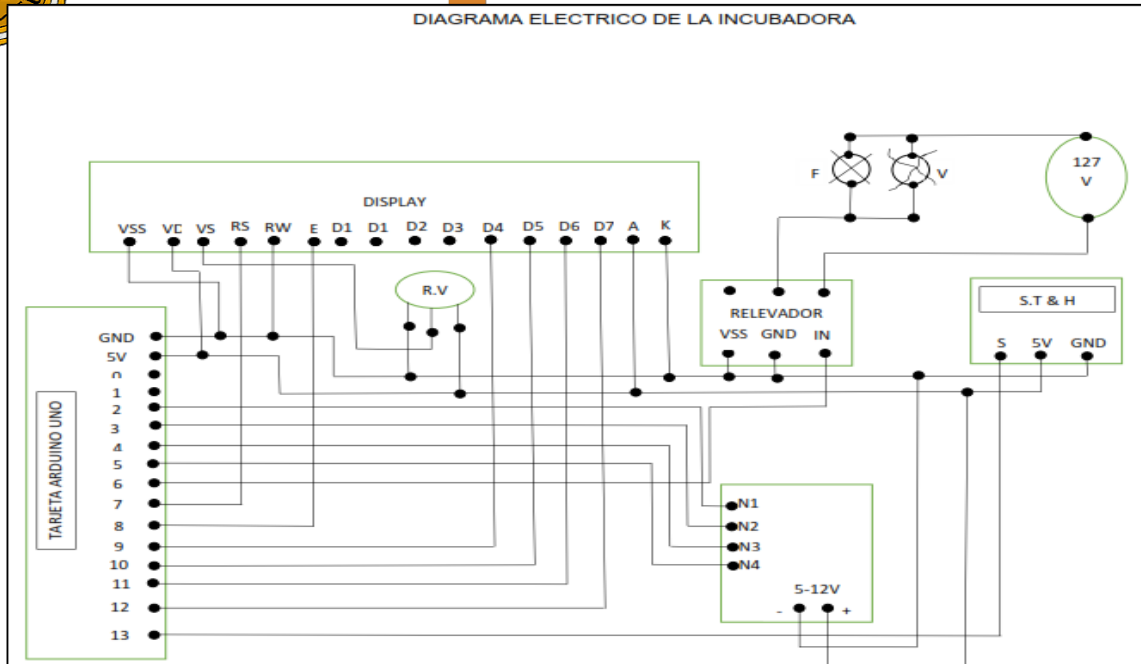 DIAGRAMA ELECTRICO DE LA INCUBADORA
F
V
127
V
DISPLAY
VSS VD VS RS RW E D1 D1 D2 D3 D4 D5 D6 D7 A K
R.V
RELEVADOR
VSS GND IN
S.T & H
S 5V GND
TARJETA ARDUINO UNO
GND
5V
0
1
2
3
4
5
6
7
8
9
10
11
12
13
N1
N2
N3
N4
5-12V
- +